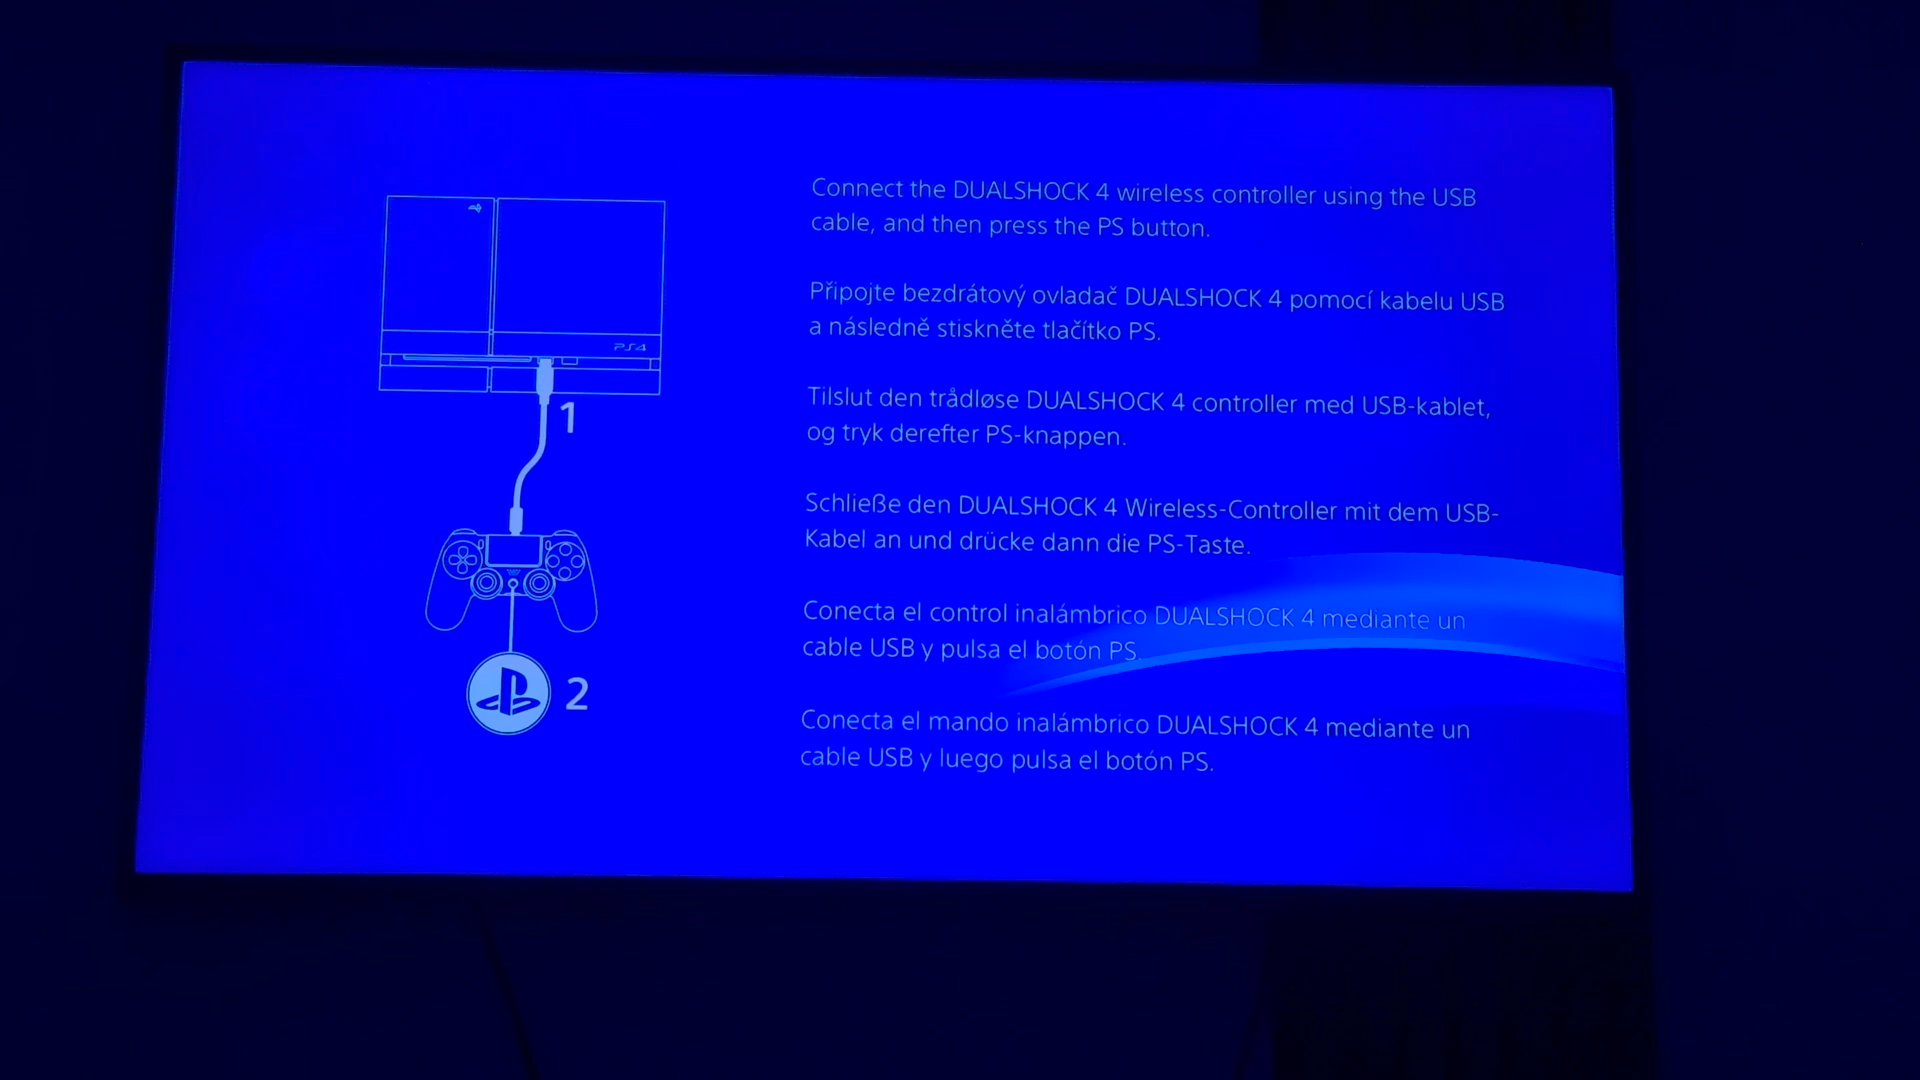 PS4
1
2
Connect the DUALSHOCK 4 wireless controller using the USB
cable, and then press the PS button.
Připojte bezdrátový ovladač DUALSHOCK 4 pomocí kabelu USB
a následně stiskněte tlačítko PS.
Tilslut den trådløse DUALSHOCK 4 controller med USB-kablet,
og tryk derefter PS-knappen.
Schließe den DUALSHOCK 4 Wireless-Controller mit dem USB-
Kabel an und drücke dann die PS-Taste.
Conecta el control inalámbrico DUALSHOCK 4 mediante un
cable USB y pulsa el botón PS.
Conecta el mando inalámbrico DUALSHOCK 4 mediante un
cable USB y luego pulsa el botón PS.